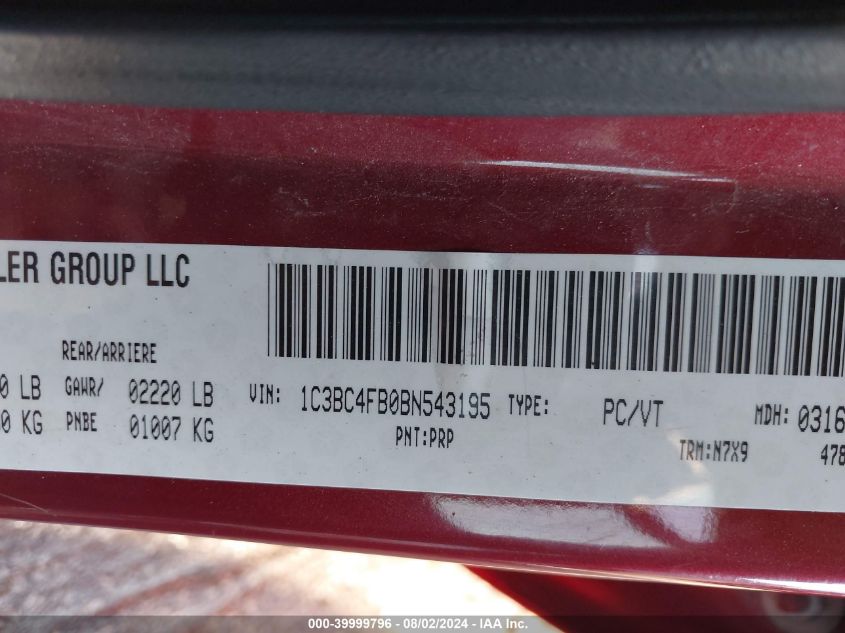 LER GROUP LLC
REAR/ARRIERE
0 LB GAWR/ 02220 LB VIN: 1C3BC4FB0BN543195 TYPE: PC/VT MDH: 0316
0 KG PNBE 01007 KG PNT:PRP TRM:N7X9 478
000-39999796 — 08/02/2024 — IAA Inc.